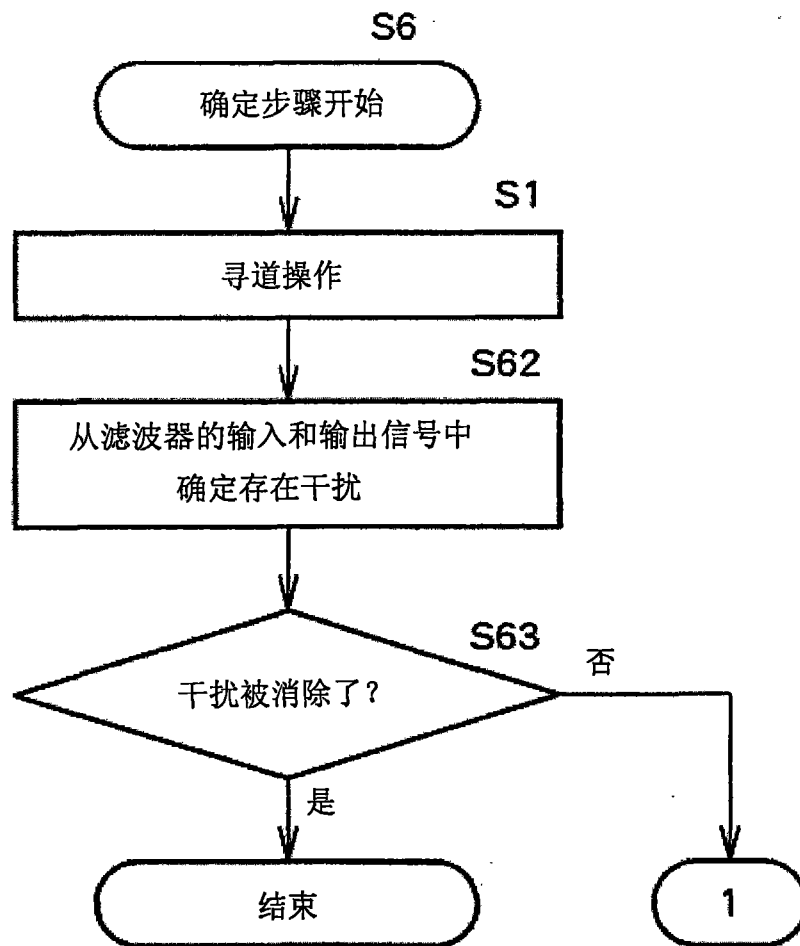 S6
确定步骤开始
S1
寻道操作
S62
从滤波器的输入和输出信号中
确定存在干扰
S63
干扰被消除了?
否
是
结束
1